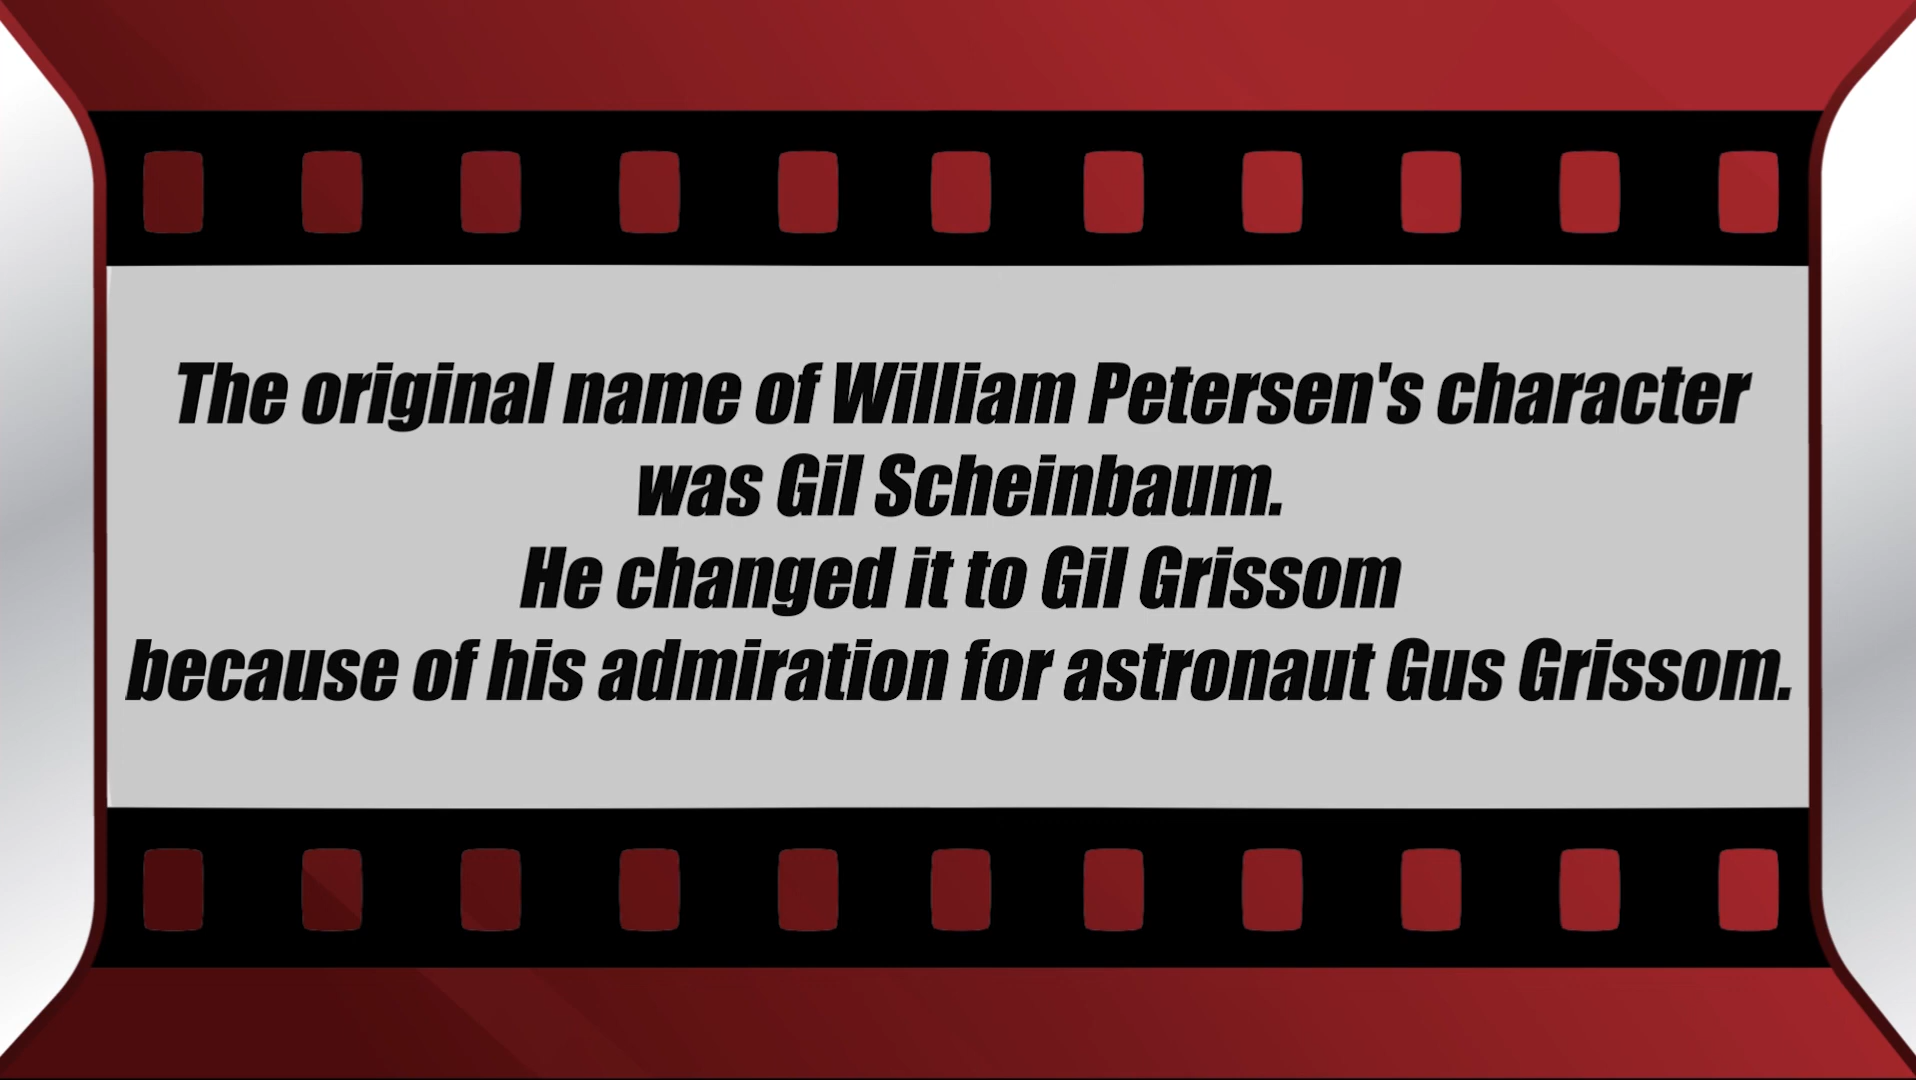 The original name of William Petersen's character
was Gil Scheinbaum.
He changed it to Gil Grissom
because of his admiration for astronaut Gus Grissom.